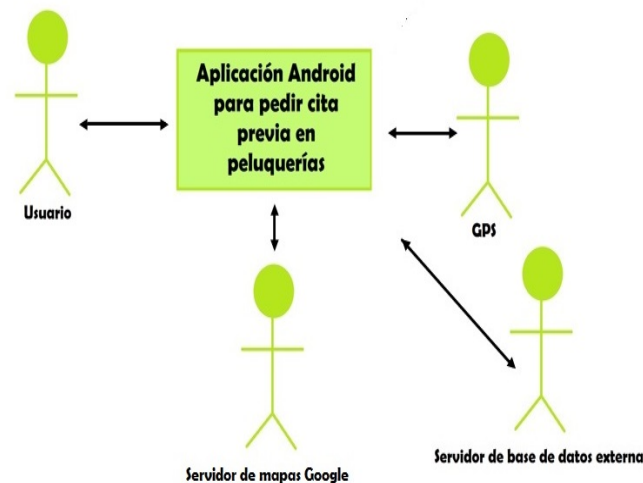 Aplicación Android
para pedir cita
previa en
peluquerías
Usuario
GPS
Servidor de mapas Google
Servidor de base de datos externa